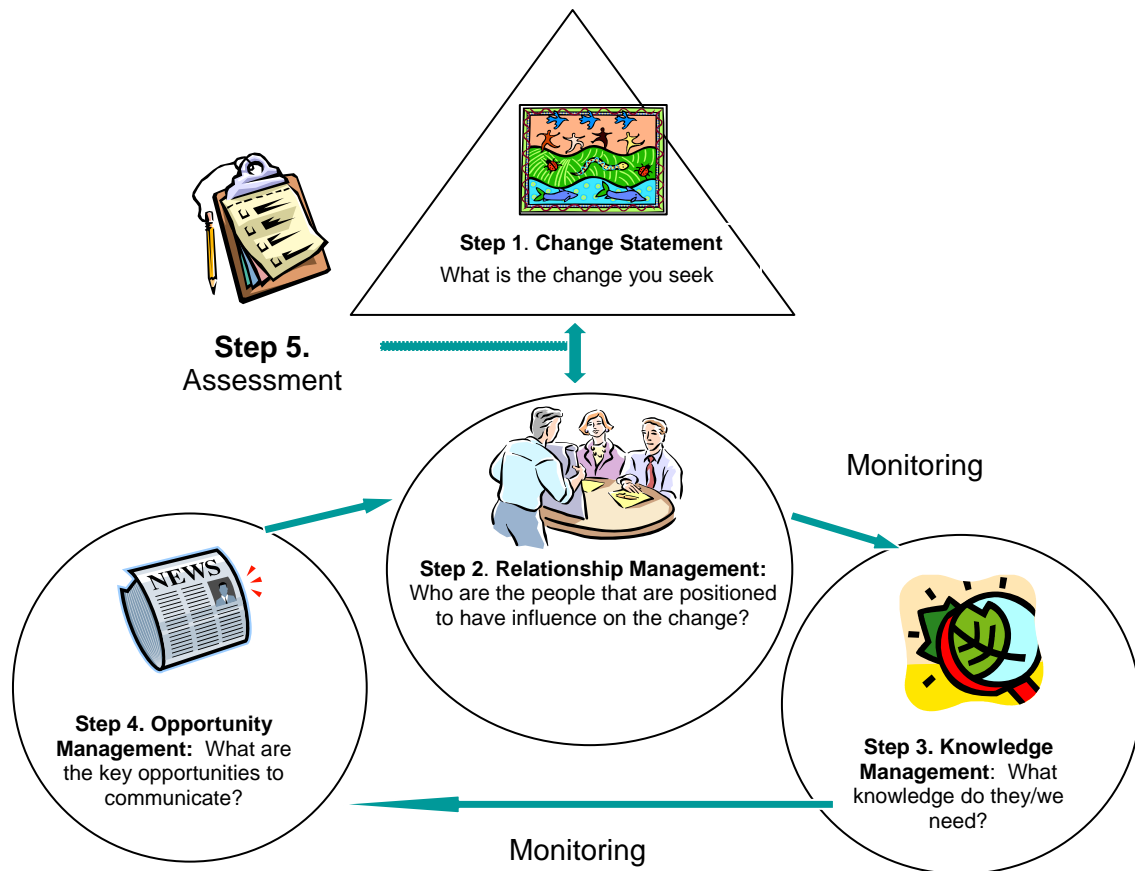 Step 1. Change Statement
What is the change you seek
Step 5.
Assessment
Monitoring
Step 2. Relationship Management:
Who are the people that are positioned
to have influence on the change?
NEWS
Step 4. Opportunity
Management: What are
the key opportunities to
communicate?
Step 3. Knowledge
Management: What
knowledge do they/we
need?
Monitoring